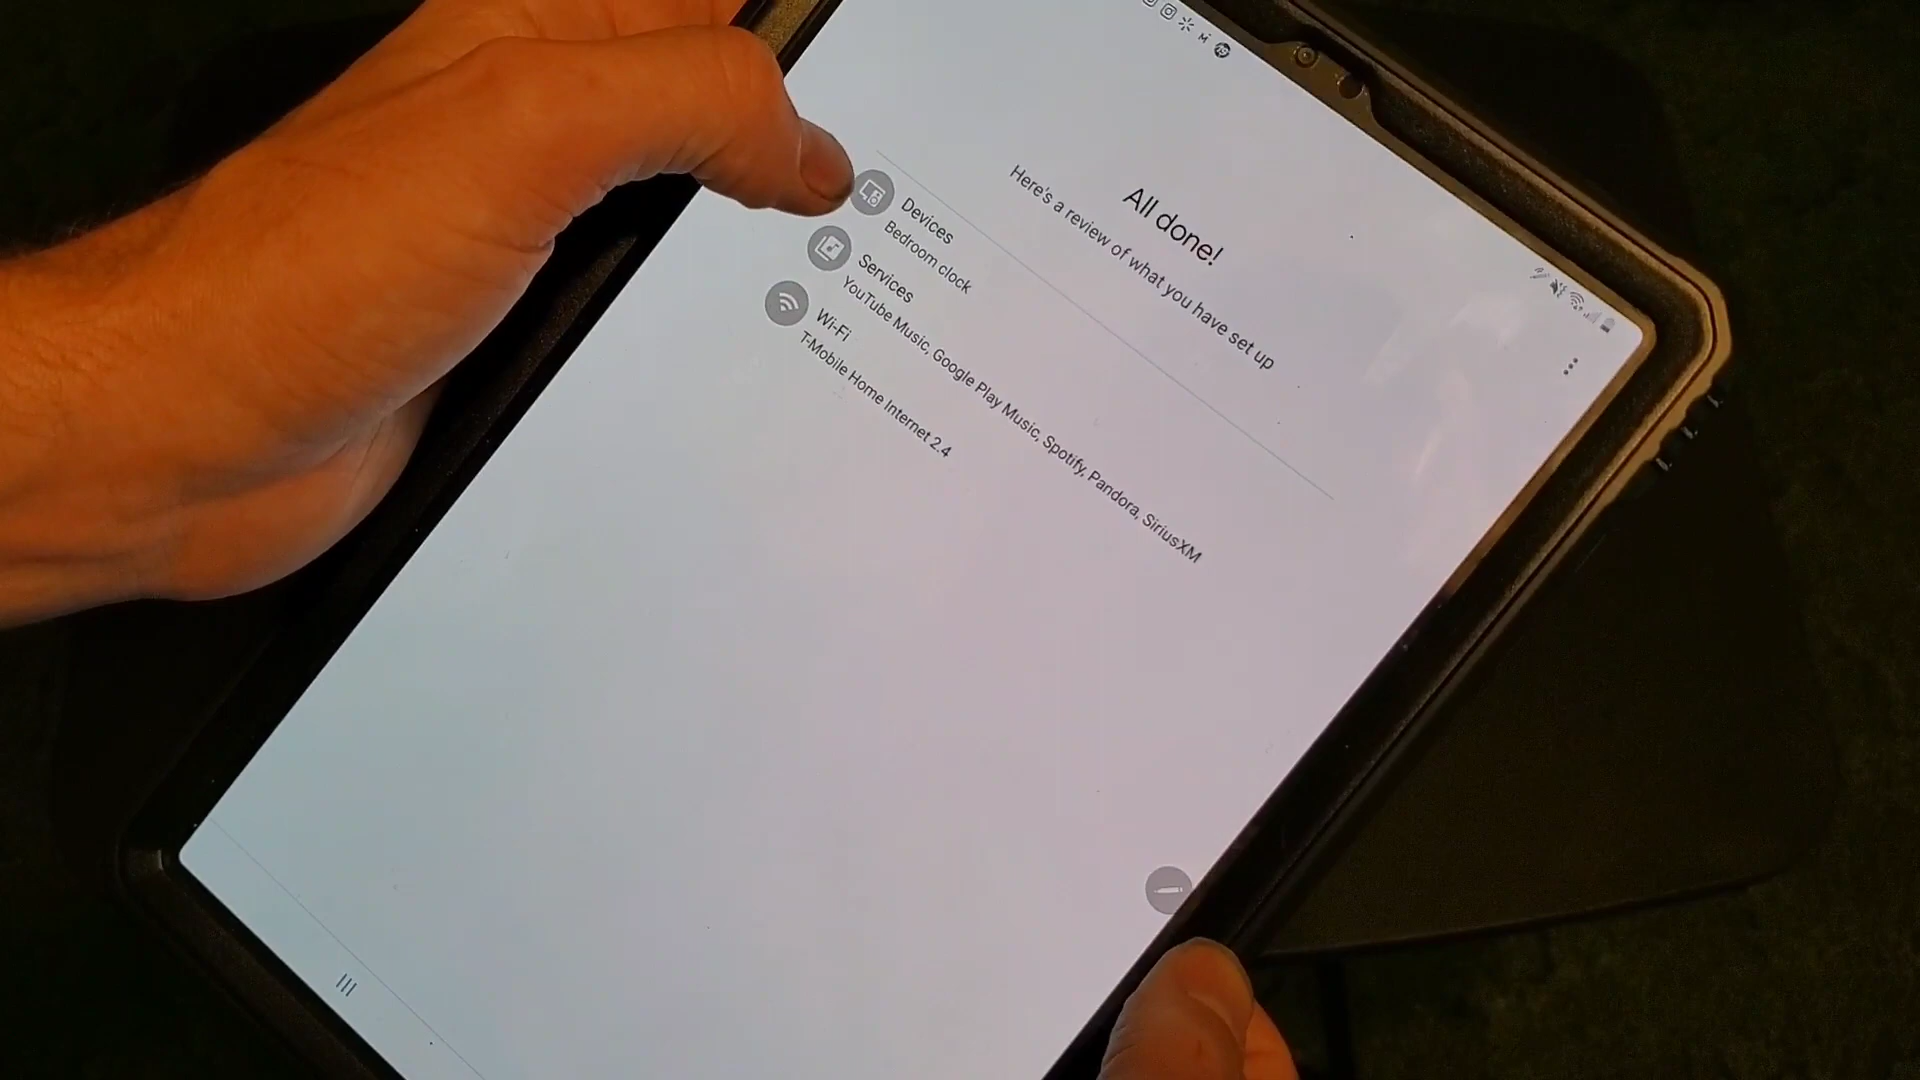 All done!
Here's a review of what you have set up
Devices
Bedroom clock
Services
YouTube Music, Google Play Music, Spotify, Pandora, SiriusXM
Wi-Fi
T-Mobile Home Internet 2.4